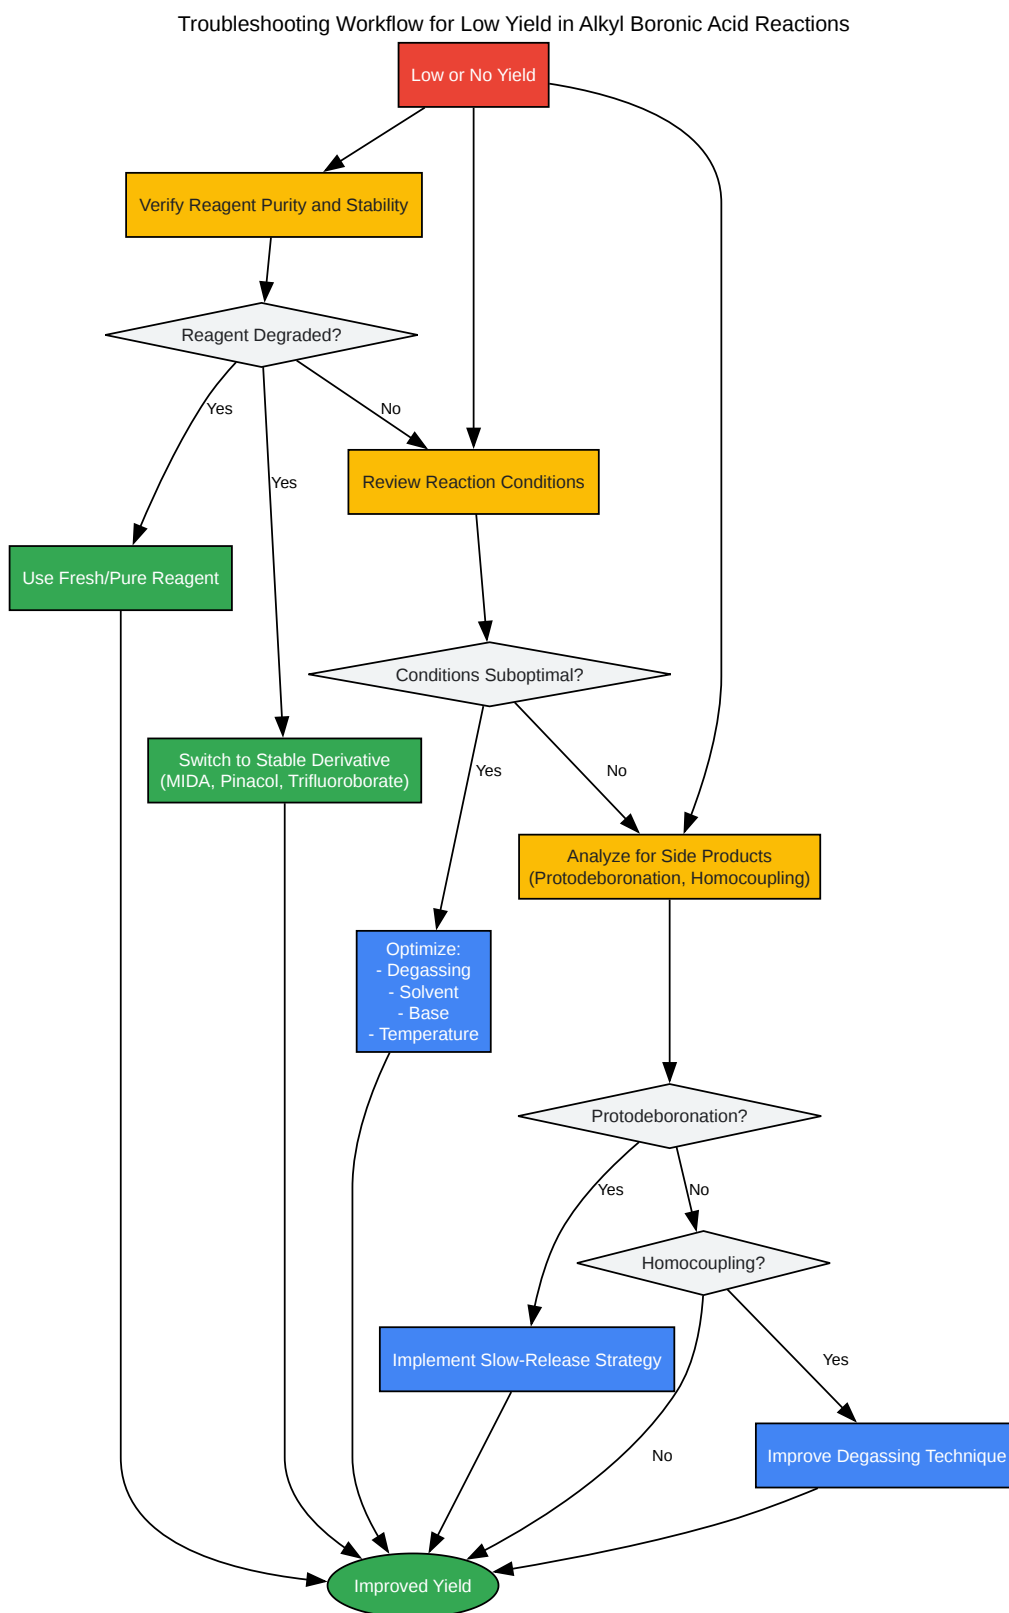 Troubleshooting Workflow for Low Yield in Alkyl Boronic Acid Reactions
Low or No Yield
Verify Reagent Purity and Stability
Reagent Degraded?
Yes
No
Yes
Review Reaction Conditions
Use Fresh/Pure Reagent
Conditions Suboptimal?
Switch to Stable Derivative
(MIDA, Pinacol, Trifluoroborate)
Yes
No
Analyze for Side Products
(Protodeboronation, Homocoupling)
Optimize:
- Degassing
- Solvent
- Base
- Temperature
Protodeboronation?
Yes
No
Homocoupling?
Implement Slow-Release Strategy
Yes
No
Improve Degassing Technique
Improved Yield